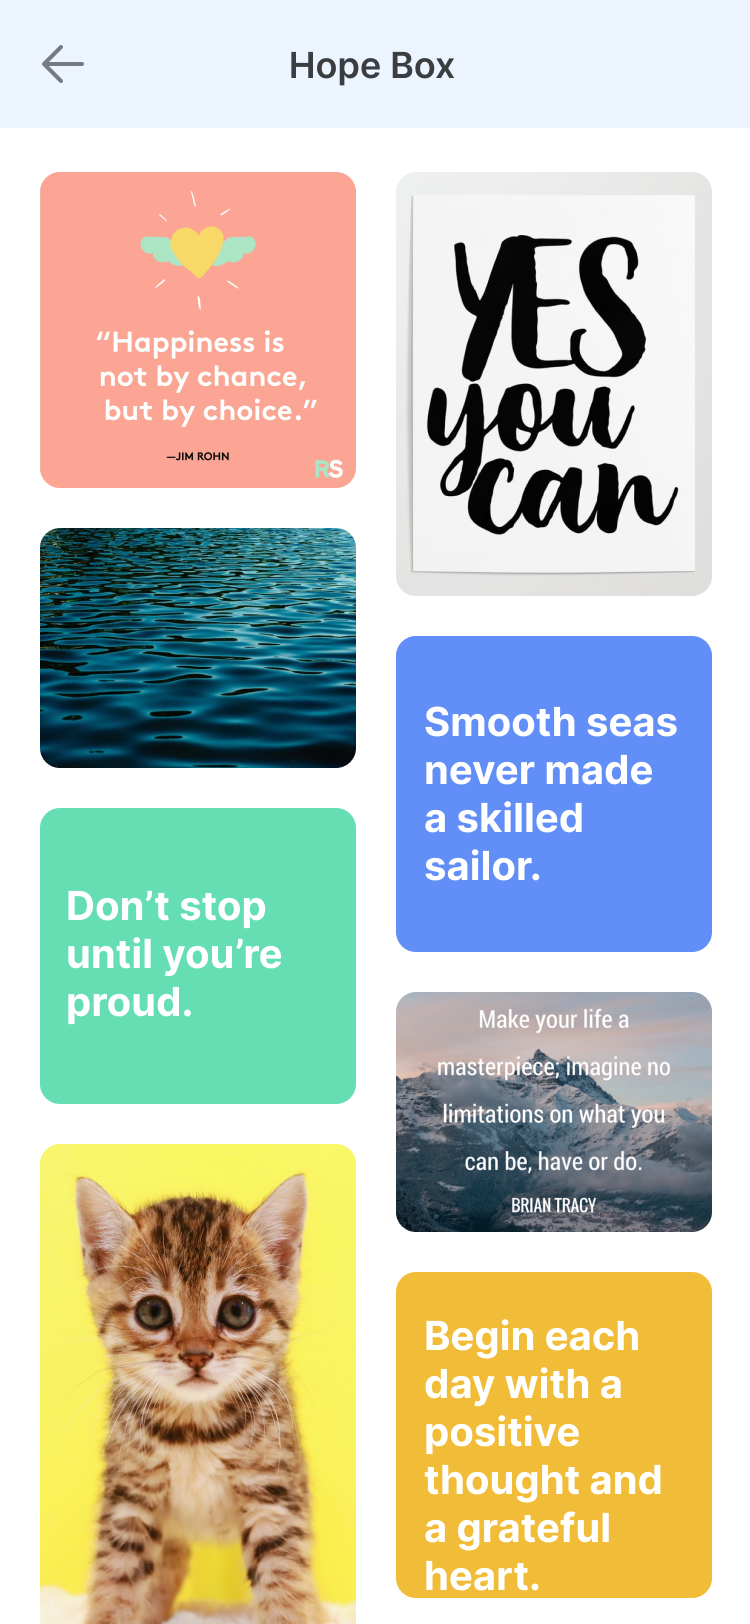 Hope Box
“Happiness is
not by chance,
but by choice.”
—JIM ROHN
RS
YES
you
can
Smooth seas
never made
a skilled
sailor.
Don’t stop
until you’re
proud.
Make your life a
masterpiece; imagine no
limitations on what you
can be, have or do.
BRIAN TRACY
Begin each
day with a
positive
thought and
a grateful
heart.